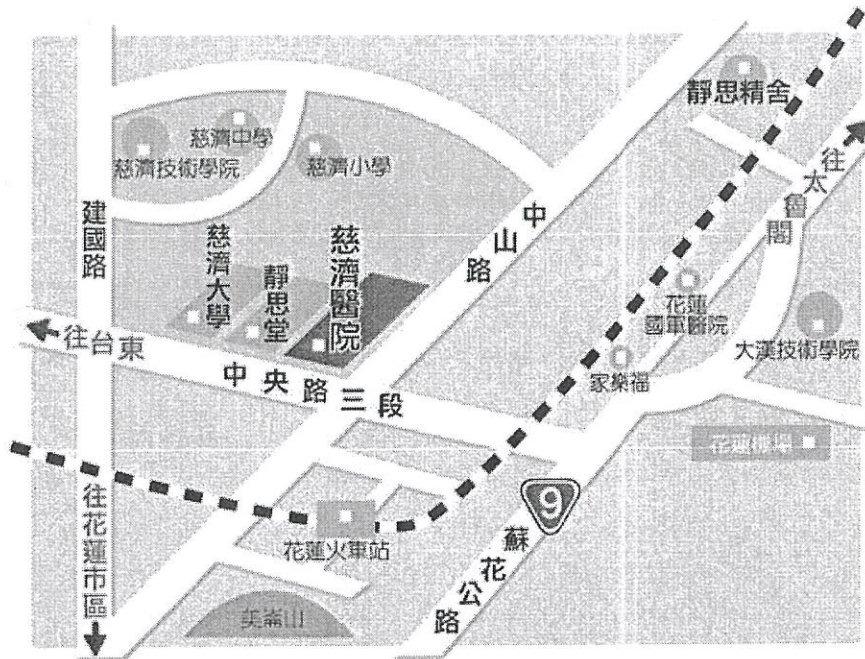 靜思精舍
往太魯閣
慈濟中學
慈濟技術學院
慈濟小學
建國路
中山路
慈濟大學
靜思堂
慈濟醫院
花蓮
國軍醫院
大漢技術學院
往台東
家樂福
中央路三段
花蓮機場
9
往花蓮市區
花蓮火車站
蘇花公路
美崙山